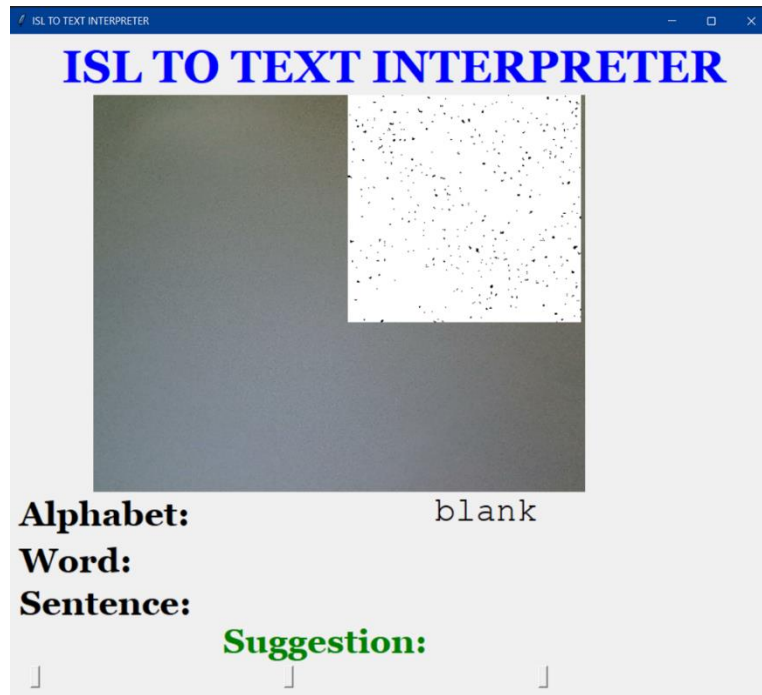 ISL TO TEXT INTERPRETER
ISL TO TEXT INTERPRETER
Alphabet: blank
Word:
Sentence:
Suggestion: